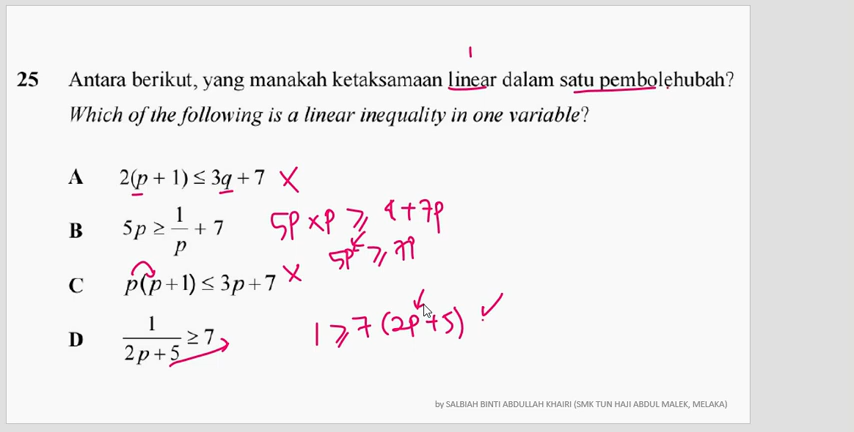 1
25 Antara berikut, yang manakah ketaksamaan linear dalam satu pembolehubah?
Which of the following is a linear inequality in one variable?
A 2(p + 1) ≤ 3q + 7 ×
B 5p ≥ 1/p + 7 5p × p ≥ 1 + 7p
5p² ≥ 7p
C p(p + 1) ≤ 3p + 7 ×
D 1/(2p + 5) ≥ 7 1 ≥ 7(2p + 5) ✓
by SALBIAH BINTI ABDULLAH KHAIRI (SMK TUN HAJI ABDUL MALEK, MELAKA)